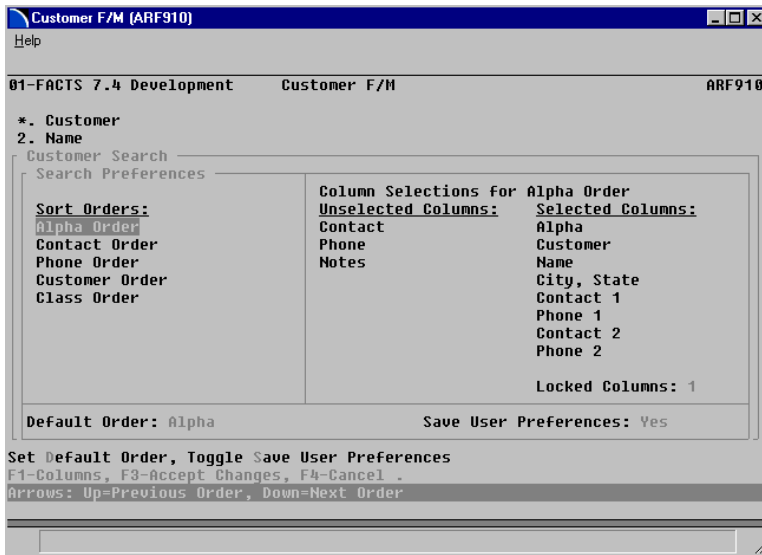 Customer F/M (ARF910)
Help
01-FACTS 7.4 Development Customer F/M ARF910
*. Customer
2. Name
Customer Search
Search Preferences
Column Selections for Alpha Order
Sort Orders: Unselected Columns: Selected Columns:
Alpha Order Contact Alpha
Contact Order Phone Customer
Phone Order Notes Name
Customer Order City, State
Class Order Contact 1
Phone 1
Contact 2
Phone 2
Locked Columns: 1
Default Order: Alpha Save User Preferences: Yes
Set Default Order, Toggle Save User Preferences
F1-Columns, F3-Accept Changes, F4-Cancel .
Arrows: Up=Previous Order, Down=Next Order